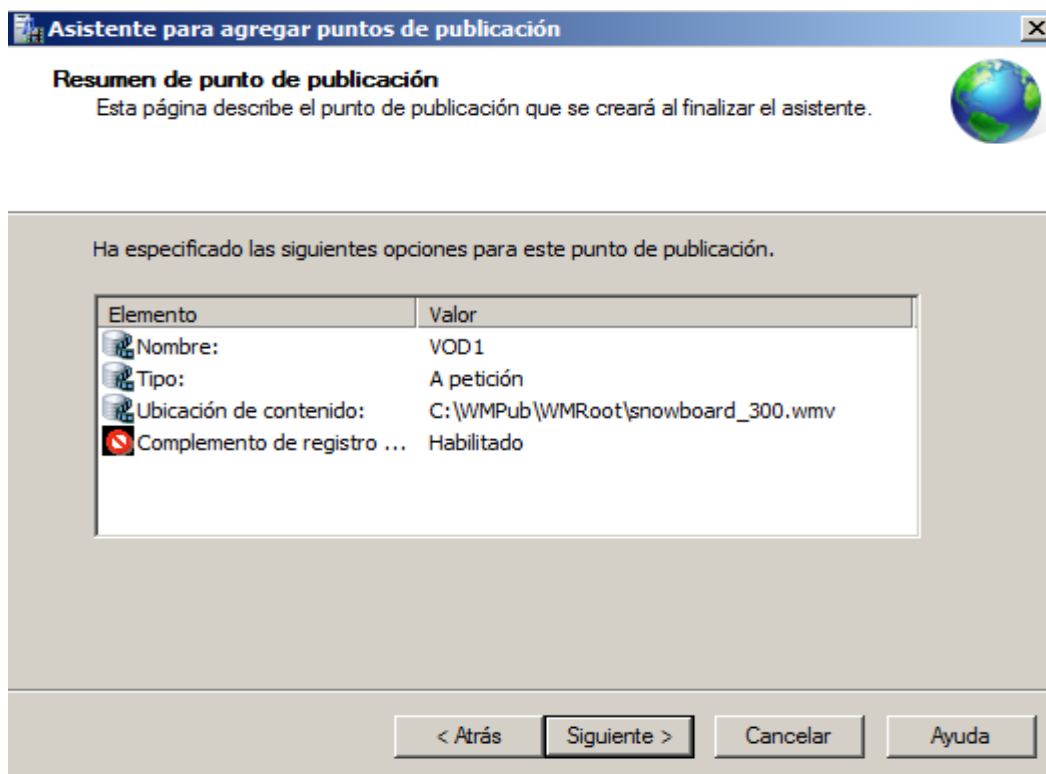 Asistente para agregar puntos de publicación
Resumen de punto de publicación
Esta página describe el punto de publicación que se creará al finalizar el asistente.
Ha especificado las siguientes opciones para este punto de publicación.
Elemento Valor
Nombre: VOD1
Tipo: A petición
Ubicación de contenido: C:\WMPub\WMRoot\snowboard_300.wmv
Complemento de registro ... Habilitado
< Atrás Siguiente > Cancelar Ayuda